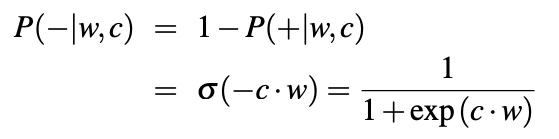 P(−|w,c) = 1 − P(+|w,c)
= σ(−c·w) = 1 / (1 + exp(c·w))